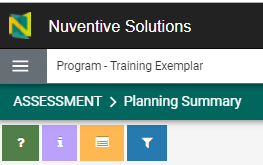 Nuventive Solutions
Program - Training Exemplar
ASSESSMENT > Planning Summary
? i